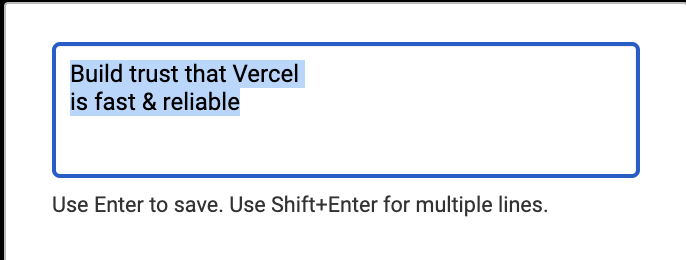 Build trust that Vercel
is fast & reliable
Use Enter to save. Use Shift+Enter for multiple lines.